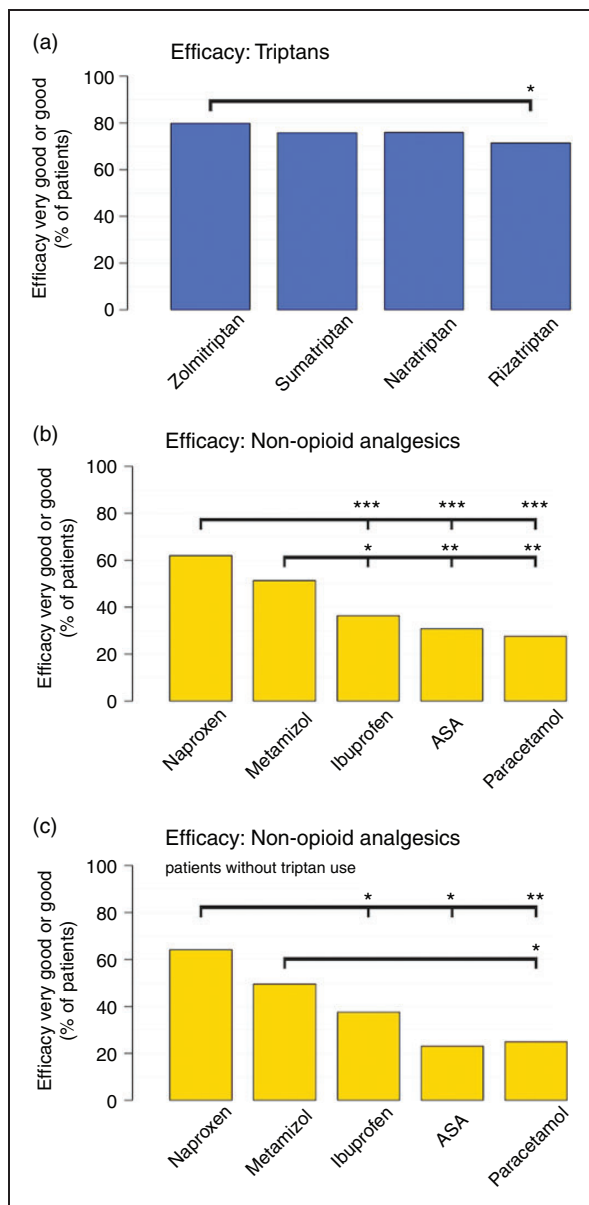 (a)
Efficacy: Triptans
Efficacy very good or good
(% of patients)
100
80
60
40
20
0
*
Zolmitriptan
Sumatriptan
Naratriptan
Rizatriptan
(b)
Efficacy: Non-opioid analgesics
Efficacy very good or good
(% of patients)
100
80
60
40
20
0
*** *** ***
* ** **
Naproxen
Metamizol
Ibuprofen
ASA
Paracetamol
(c)
Efficacy: Non-opioid analgesics
patients without triptan use
Efficacy very good or good
(% of patients)
100
80
60
40
20
0
* * **
*
Naproxen
Metamizol
Ibuprofen
ASA
Paracetamol